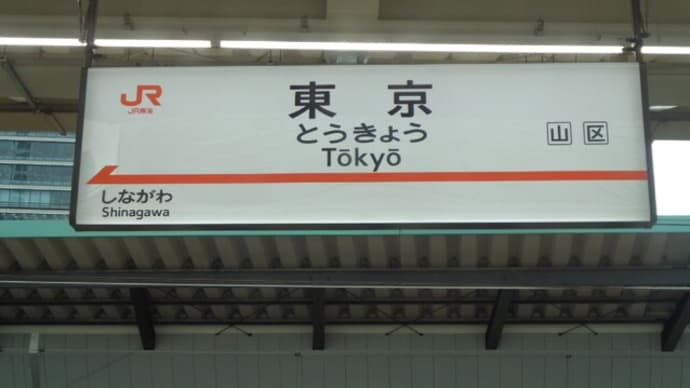 JR
JR東海
東京
とうきょう
Tōkyō
山 区
しながわ
Shinagawa